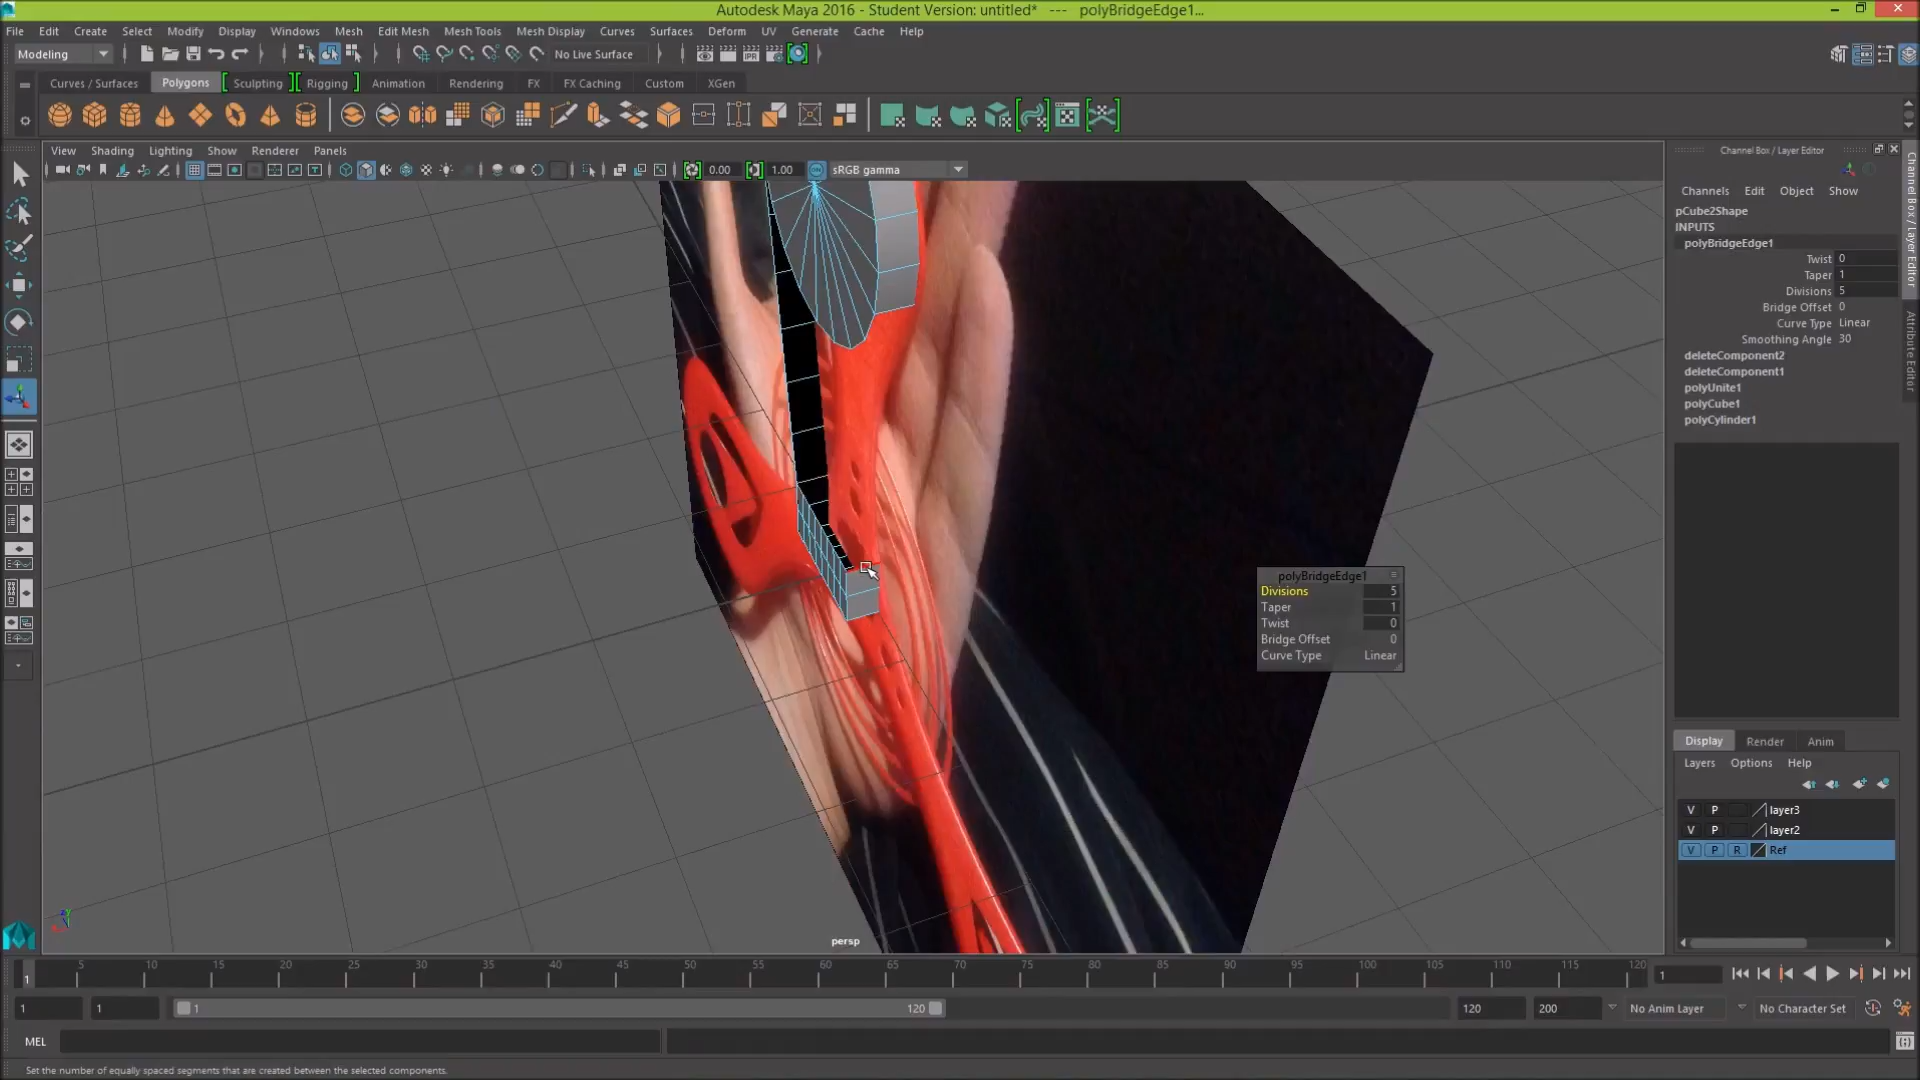 Autodesk Maya 2016 - Student Version: untitled* --- polyBridgeEdge1...
File Edit Create Select Modify Display Windows Mesh Edit Mesh Mesh Tools Mesh Display Curves Surfaces Deform UV Generate Cache Help
Modeling No Live Surface
Curves / Surfaces Polygons Sculpting Rigging Animation Rendering FX FX Caching Custom XGen
View Shading Lighting Show Renderer Panels
0.00 1.00 sRGB gamma
Channel Box / Layer Editor
Channels Edit Object Show
pCube2Shape
INPUTS
polyBridgeEdge1
Twist 0
Taper 1
Divisions 5
Bridge Offset 0
Curve Type Linear
Smoothing Angle 30
deleteComponent2
deleteComponent1
polyUnite1
polyCube1
polyCylinder1
Channel Box / Layer Editor
Attribute Editor
polyBridgeEdge1
Divisions 5
Taper 1
Twist 0
Bridge Offset 0
Curve Type Linear
persp
Display Render Anim
Layers Options Help
V P layer3
V P layer2
V P R Ref
1 5 10 15 20 25 30 35 40 45 50 55 60 65 70 75 80 85 90 95 100 105 110 115 120 1
1 1 1 120 120 200 No Anim Layer No Character Set
MEL
Set the number of equally spaced segments that are created between the selected components.